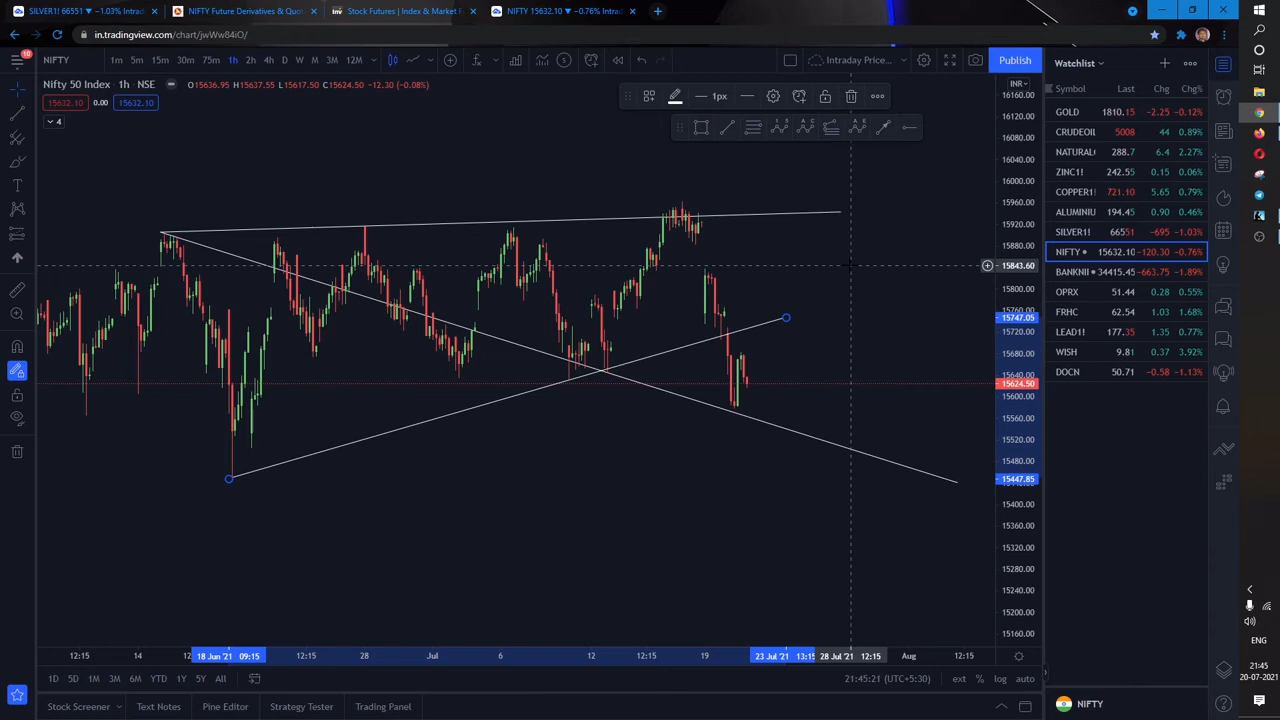 SILVER1! 66551 ▼ −1.03% Intrad
NIFTY Future Derivatives & Quot
Stock Futures | Index & Market F
NIFTY 15632.10 ▼ −0.76% Intrad
in.tradingview.com/chart/jwWw84iO/
10
NIFTY
1m 5m 15m 30m 75m 1h 2h 4h D W M 3M 12M
Intraday Price...
Publish
Nifty 50 Index · 1h · NSE
O15636.95 H15637.55 L15617.50 C15624.50 −12.30 (−0.08%)
15632.10 0.00 15632.10
4
1px
INR
16160.00
16120.00
16080.00
16040.00
16000.00
15960.00
15920.00
15880.00
15843.60
15800.00
15760.00
15747.05
15720.00
15680.00
15640.00
15624.50
15600.00
15560.00
15520.00
15480.00
15447.85
15400.00
15360.00
15320.00
15280.00
15240.00
15200.00
15160.00
12:15 14 12 18 Jun '21 09:15 12:15 28 Jul 6 12 12:15 19 23 Jul '21 13:15 28 Jul '21 12:15 Aug 12:15
1D 5D 1M 3M 6M YTD 1Y 5Y All
21:45:21 (UTC+5:30) ext % log auto
Stock Screener Text Notes Pine Editor Strategy Tester Trading Panel
Watchlist
Symbol Last Chg Chg%
GOLD 1810.15 −2.25 −0.12%
CRUDEOIL 5008 44 0.89%
NATURAL 288.7 6.4 2.27%
ZINC1! 242.55 0.15 0.06%
COPPER1! 721.10 5.65 0.79%
ALUMINIU 194.45 0.90 0.46%
SILVER1! 66551 −695 −1.03%
NIFTY 15632.10 −120.30 −0.76%
BANKNII 34415.45 −663.75 −1.89%
OPRX 51.44 0.28 0.55%
FRHC 62.54 1.03 1.68%
LEAD1! 177.35 1.35 0.77%
WISH 9.81 0.37 3.92%
DOCN 50.71 −0.58 −1.13%
NIFTY
ENG
21:45
20-07-2021